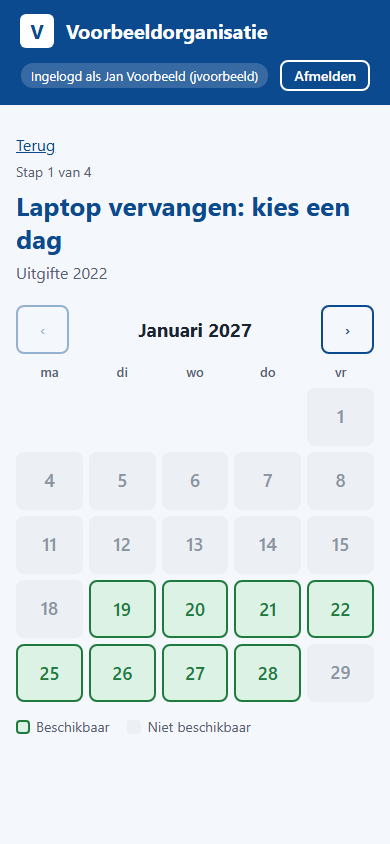 V Voorbeeldorganisatie
Ingelogd als Jan Voorbeeld (jvoorbeeld) Afmelden
Terug
Stap 1 van 4
Laptop vervangen: kies een
dag
Uitgifte 2022
‹ Januari 2027 ›
ma di wo do vr
1
4 5 6 7 8
11 12 13 14 15
18 19 20 21 22
25 26 27 28 29
Beschikbaar Niet beschikbaar